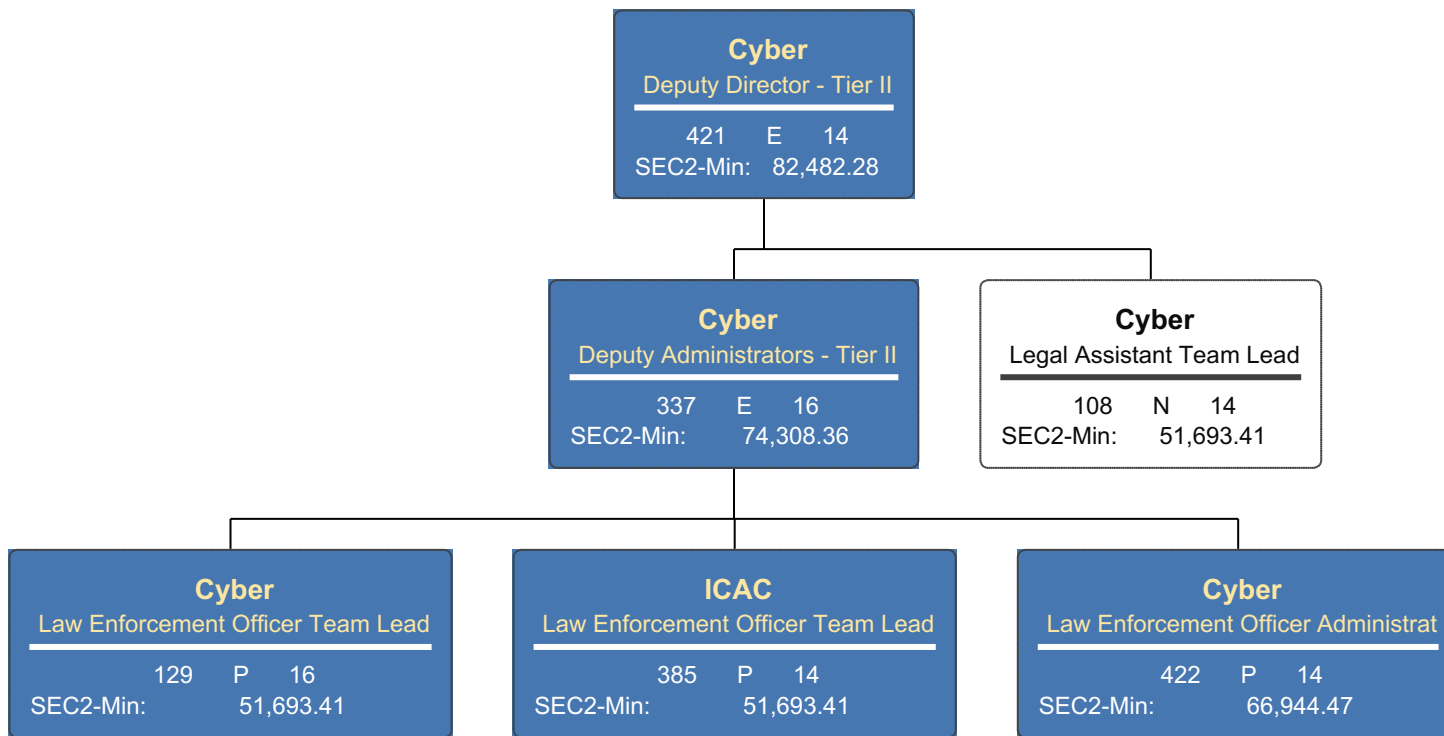 Cyber
Deputy Director - Tier II
421 E 14
SEC2-Min: 82,482.28
Cyber
Deputy Administrators - Tier II
337 E 16
SEC2-Min: 74,308.36
Cyber
Legal Assistant Team Lead
108 N 14
SEC2-Min: 51,693.41
Cyber
Law Enforcement Officer Team Lead
129 P 16
SEC2-Min: 51,693.41
ICAC
Law Enforcement Officer Team Lead
385 P 14
SEC2-Min: 51,693.41
Cyber
Law Enforcement Officer Administrat
422 P 14
SEC2-Min: 66,944.47